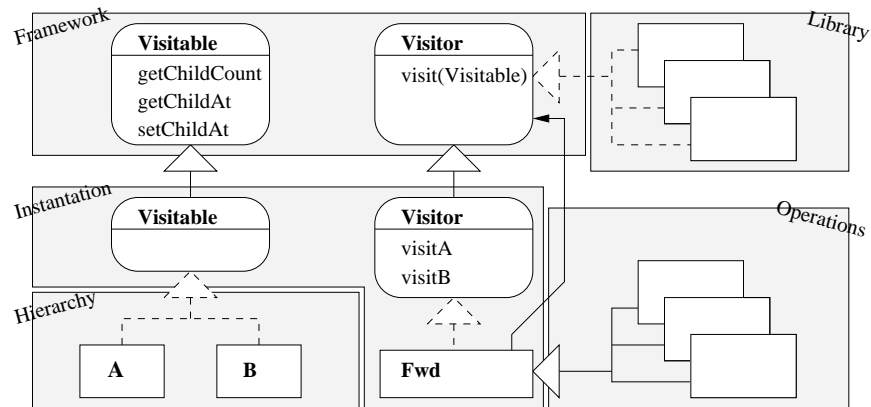 Framework
Visitable
getChildCount
getChildAt
setChildAt
Visitor
visit(Visitable)
Library
Instantation
Visitable
Visitor
visitA
visitB
Operations
Hierarchy
A
B
Fwd